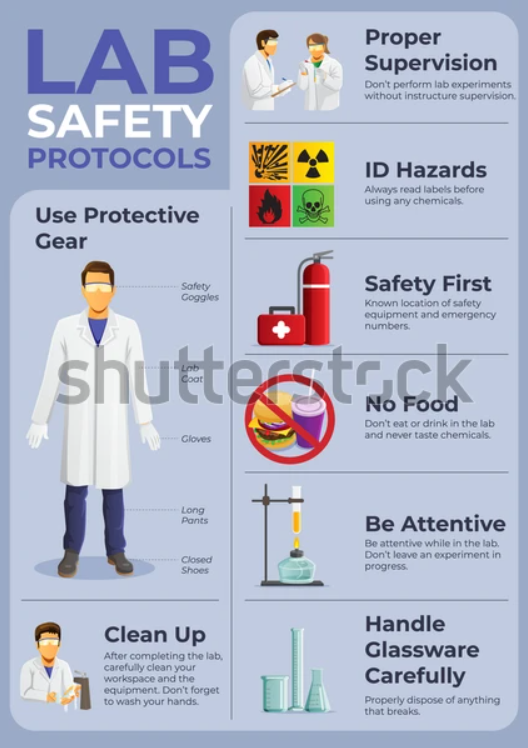 LAB
SAFETY
PROTOCOLS
Use Protective
Gear
Safety
Goggles
Lab
Coat
Gloves
Long
Pants
Closed
Shoes
Clean Up
After completing the lab,
carefully clean your
workspace and the
equipment. Don't forget
to wash your hands.
Proper
Supervision
Don't perform lab experiments
without instructure supervision.
ID Hazards
Always read labels before
using any chemicals.
Safety First
Known location of safety
equipment and emergency
numbers.
No Food
Don't eat or drink in the lab
and never taste chemicals.
Be Attentive
Be attentive while in the lab.
Don't leave an experiment in
progress.
Handle
Glassware
Carefully
Properly dispose of anything
that breaks.
shutterstock